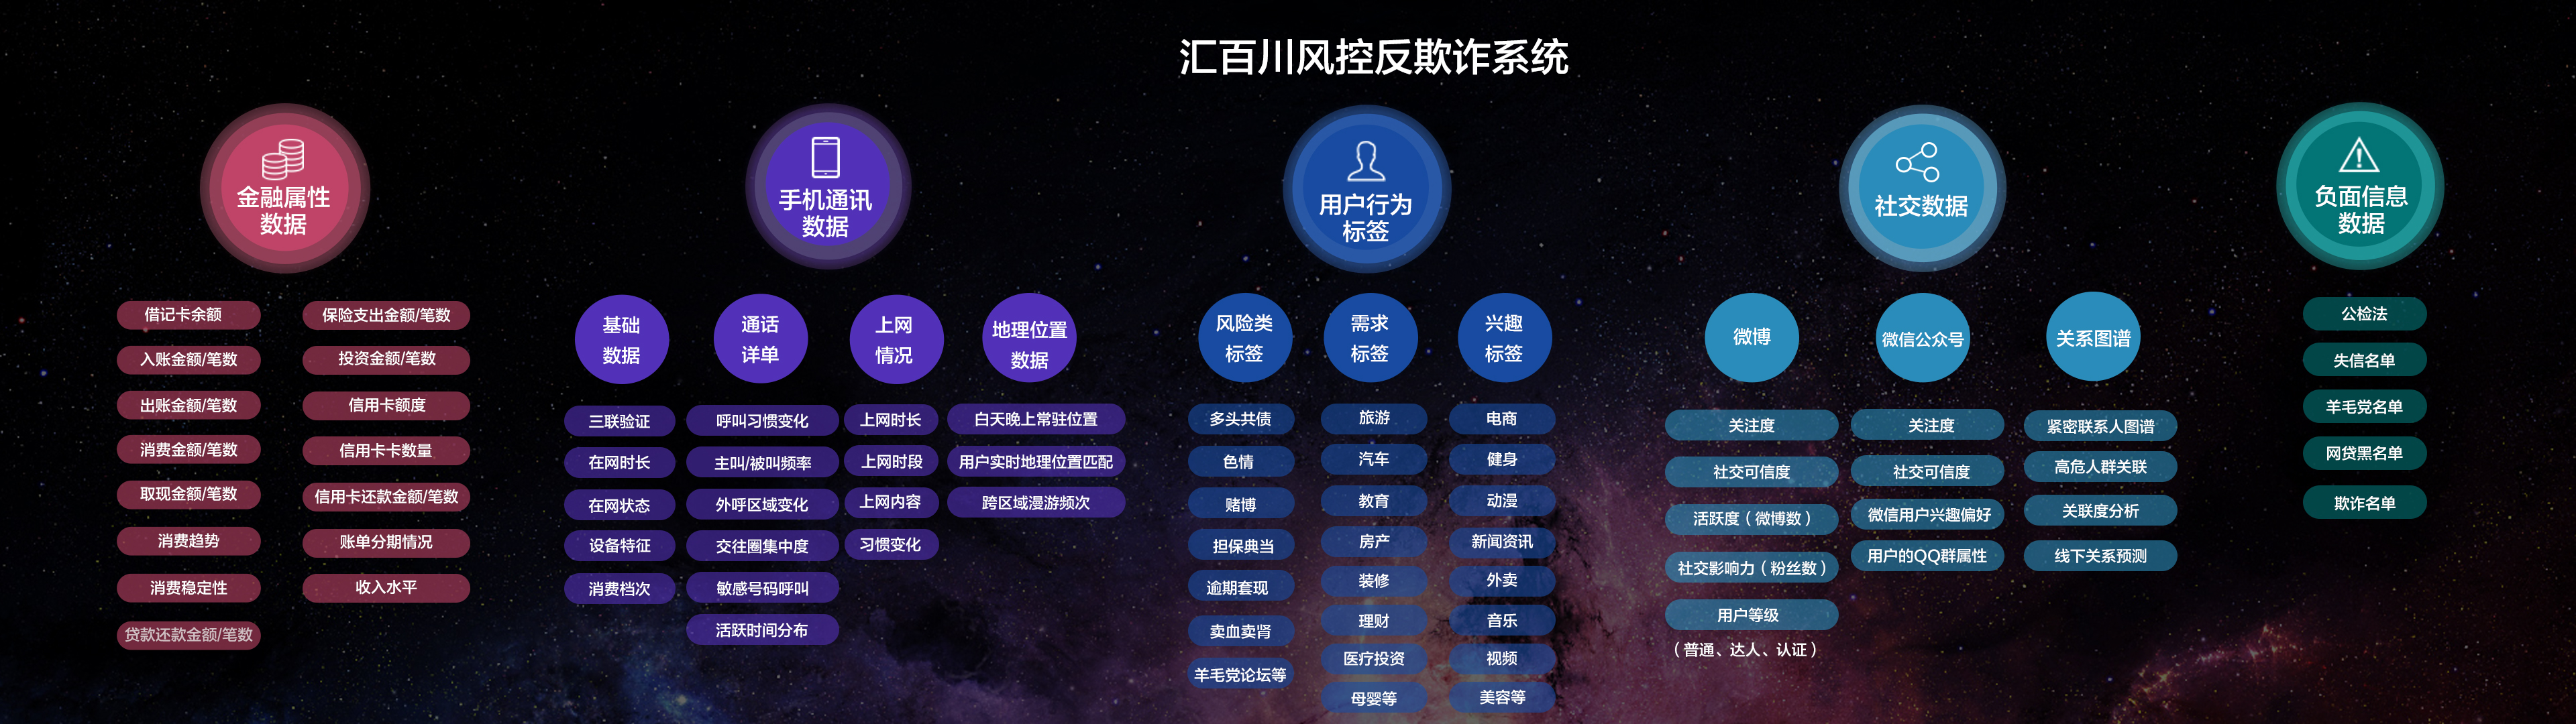 汇百川风控反欺诈系统
金融属性
数据
借记卡余额
入账金额/笔数
出账金额/笔数
消费金额/笔数
取现金额/笔数
消费趋势
消费稳定性
贷款还款金额/笔数
保险支出金额/笔数
投资金额/笔数
信用卡额度
信用卡卡数量
信用卡还款金额/笔数
账单分期情况
收入水平
手机通讯
数据
基础
数据
三联验证
在网时长
在网状态
设备特征
消费档次
通话
详单
呼叫习惯变化
主叫/被叫频率
外呼区域变化
交往圈集中度
敏感号码呼叫
活跃时间分布
上网
情况
上网时长
上网时段
上网内容
习惯变化
地理位置
数据
白天晚上常驻位置
用户实时地理位置匹配
跨区域漫游频次
用户行为
标签
风险类
标签
多头共债
色情
赌博
担保典当
逾期套现
卖血卖肾
羊毛党论坛等
需求
标签
旅游
汽车
教育
房产
装修
理财
医疗投资
母婴等
兴趣
标签
电商
健身
动漫
新闻资讯
外卖
音乐
视频
美容等
社交数据
微博
关注度
社交可信度
活跃度（微博数）
社交影响力（粉丝数）
用户等级
（普通、达人、认证）
微信公众号
关注度
社交可信度
微信用户兴趣偏好
用户的QQ群属性
关系图谱
紧密联系人图谱
高危人群关联
关联度分析
线下关系预测
负面信息
数据
公检法
失信名单
羊毛党名单
网贷黑名单
欺诈名单